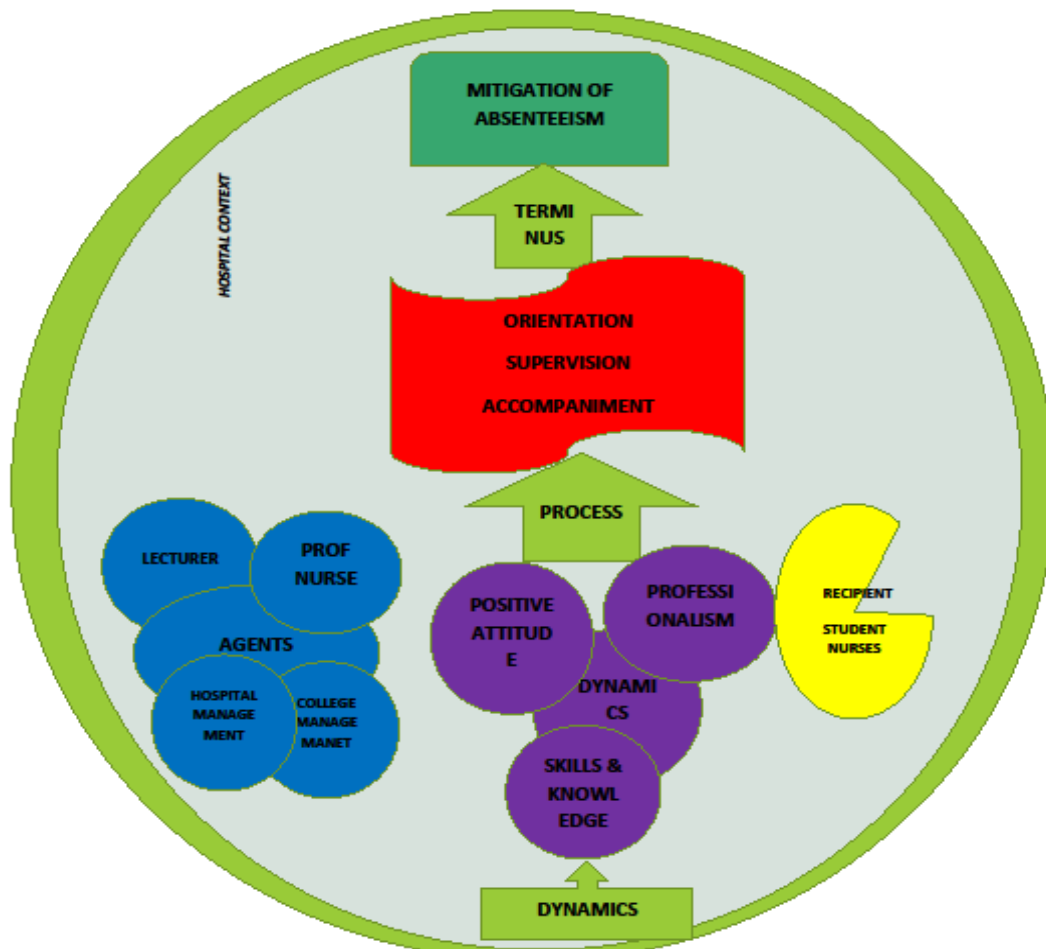 MITIGATION OF
ABSENTEEISM
HOSPITAL CONTEXT
TERMI
NUS
ORIENTATION
SUPERVISION
ACCOMPANIMENT
PROCESS
LECTURER
PROF
NURSE
AGENTS
HOSPITAL
MANAGE
MENT
COLLEGE
MANAGE
MANET
POSITIVE
ATTITUD
E
PROFESSI
ONALISM
DYNAMI
CS
SKILLS &
KNOWL
EDGE
RECIPIENT
STUDENT
NURSES
DYNAMICS